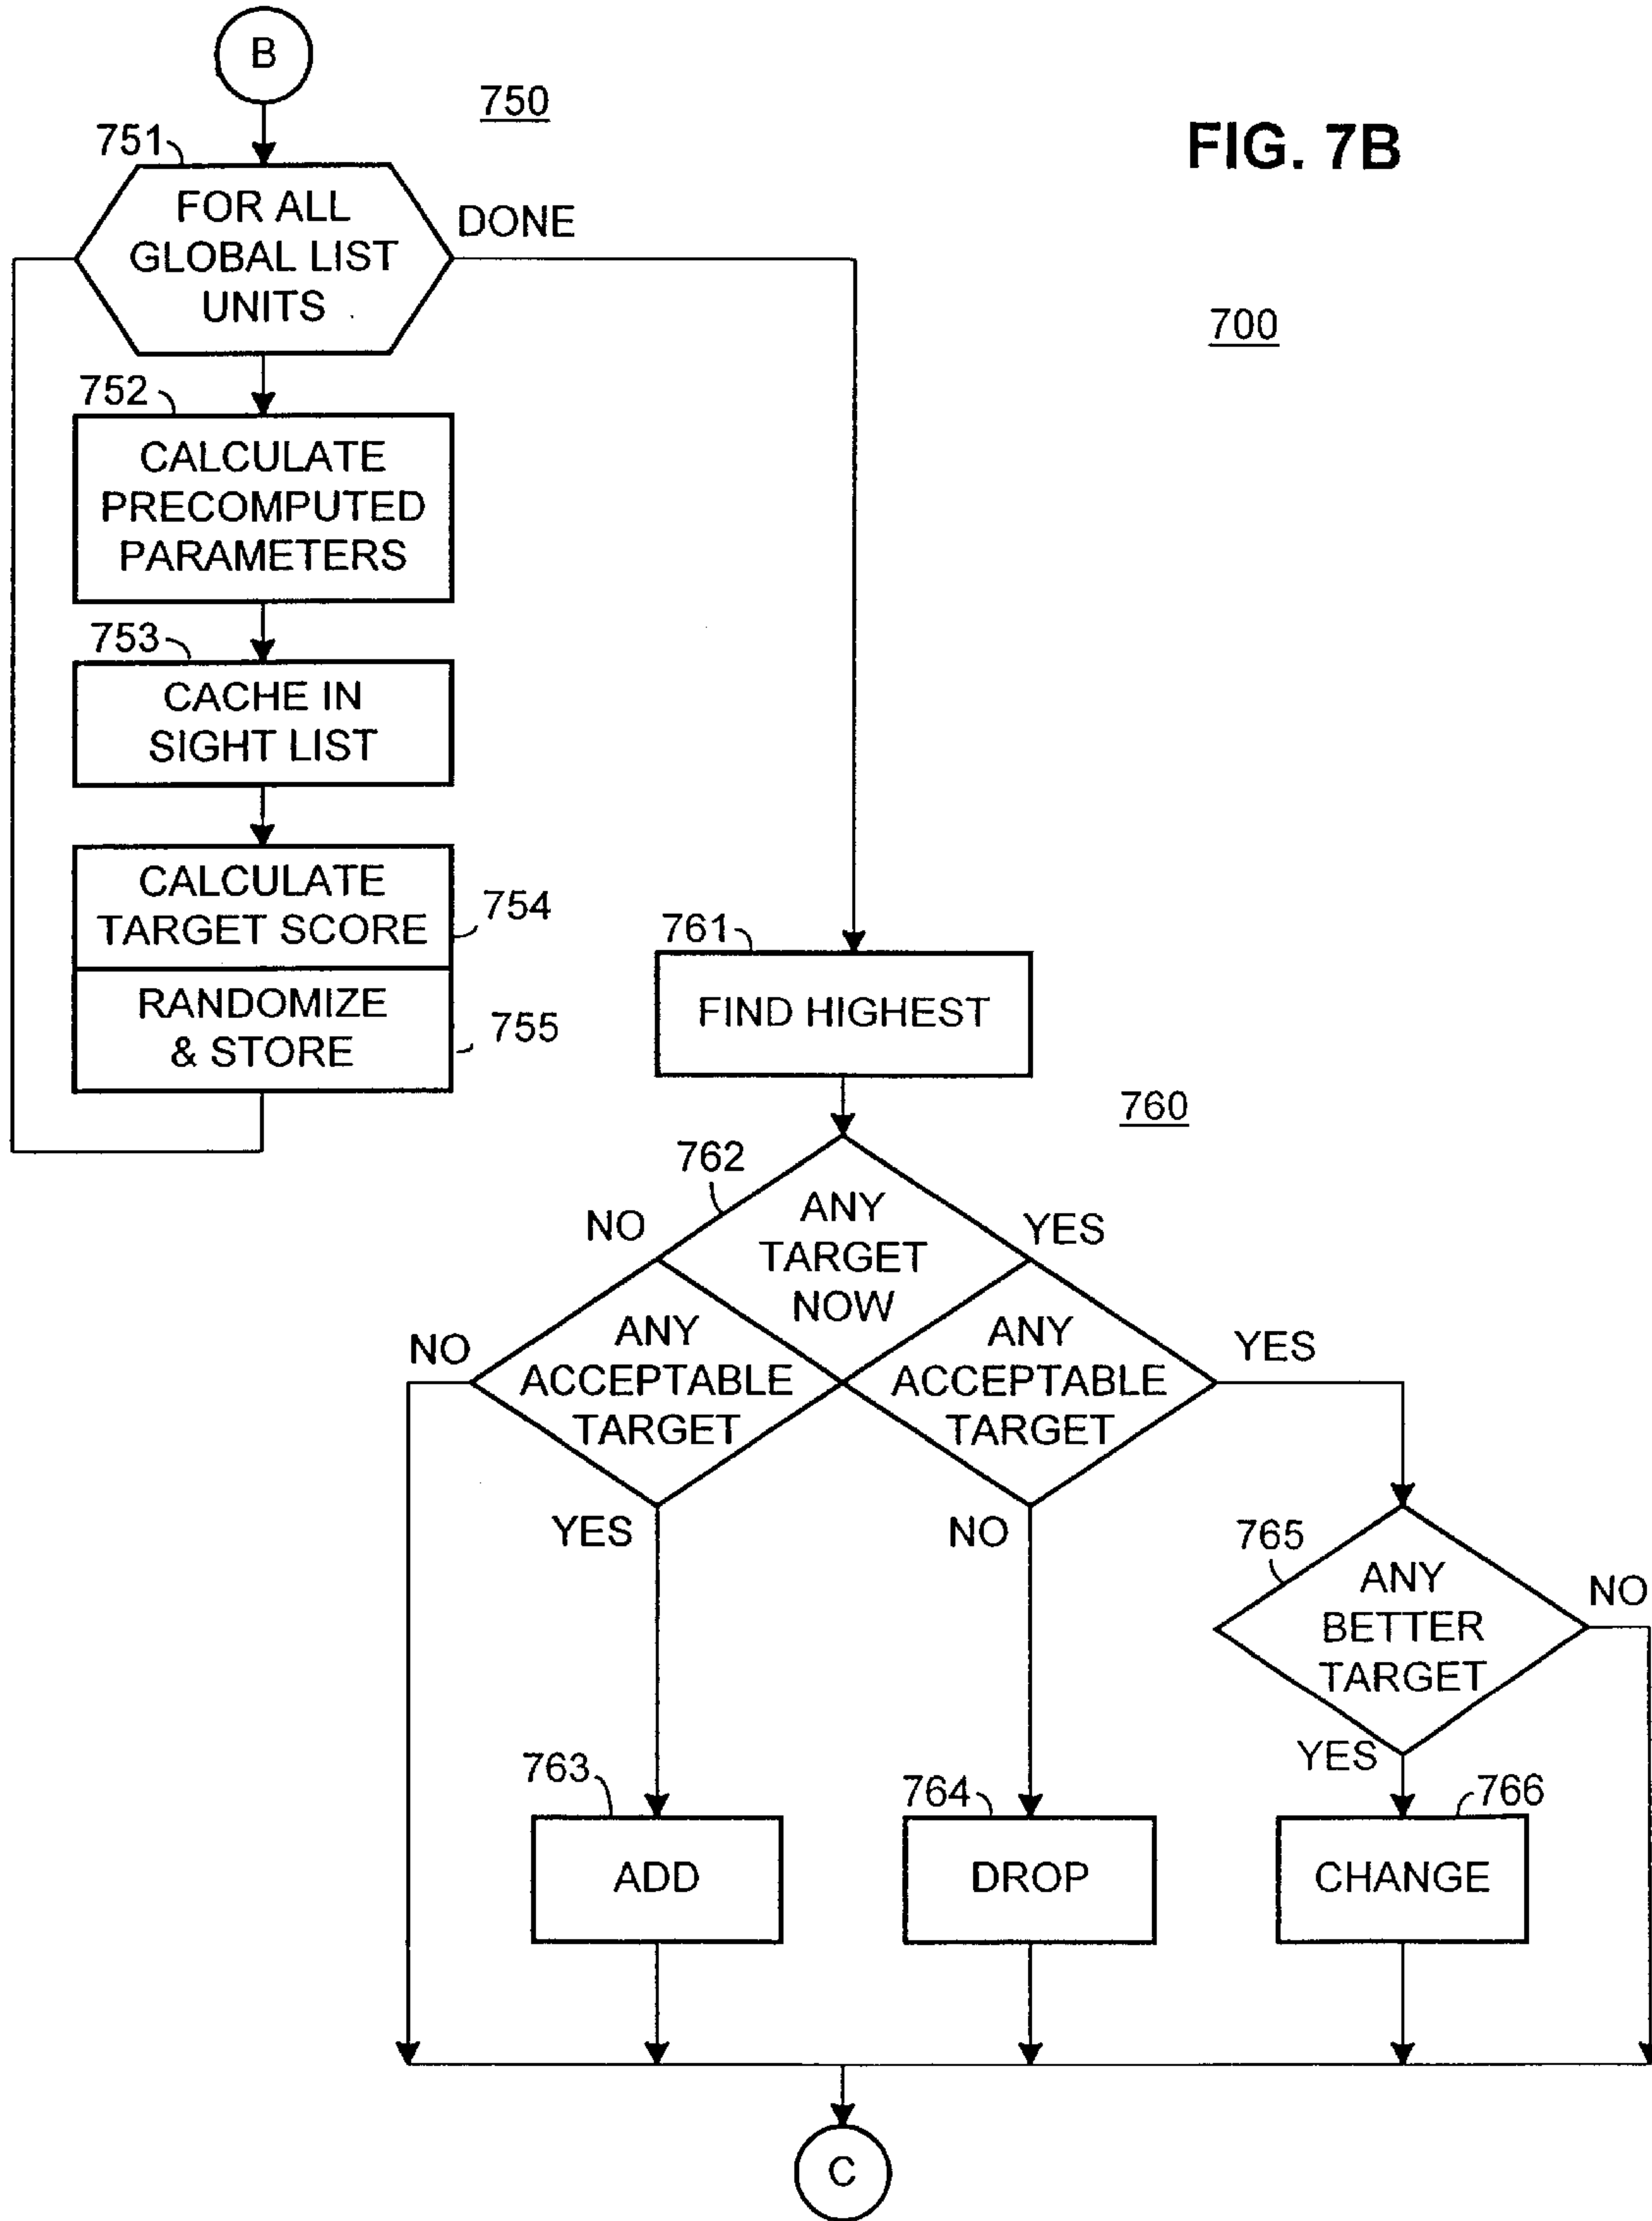 B
750
FIG. 7B
751
FOR ALL
GLOBAL LIST
UNITS
DONE
700
752
CALCULATE
PRECOMPUTED
PARAMETERS
753
CACHE IN
SIGHT LIST
CALCULATE
TARGET SCORE
754
RANDOMIZE
& STORE
755
761
FIND HIGHEST
760
762
NO
ANY
TARGET
NOW
YES
NO
ANY
ACCEPTABLE
TARGET
ANY
ACCEPTABLE
TARGET
YES
YES
NO
765
ANY
BETTER
TARGET
NO
YES
763
ADD
764
DROP
766
CHANGE
C